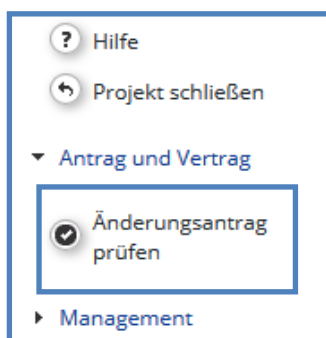 Hilfe
Projekt schließen
Antrag und Vertrag
Änderungsantrag
prüfen
Management